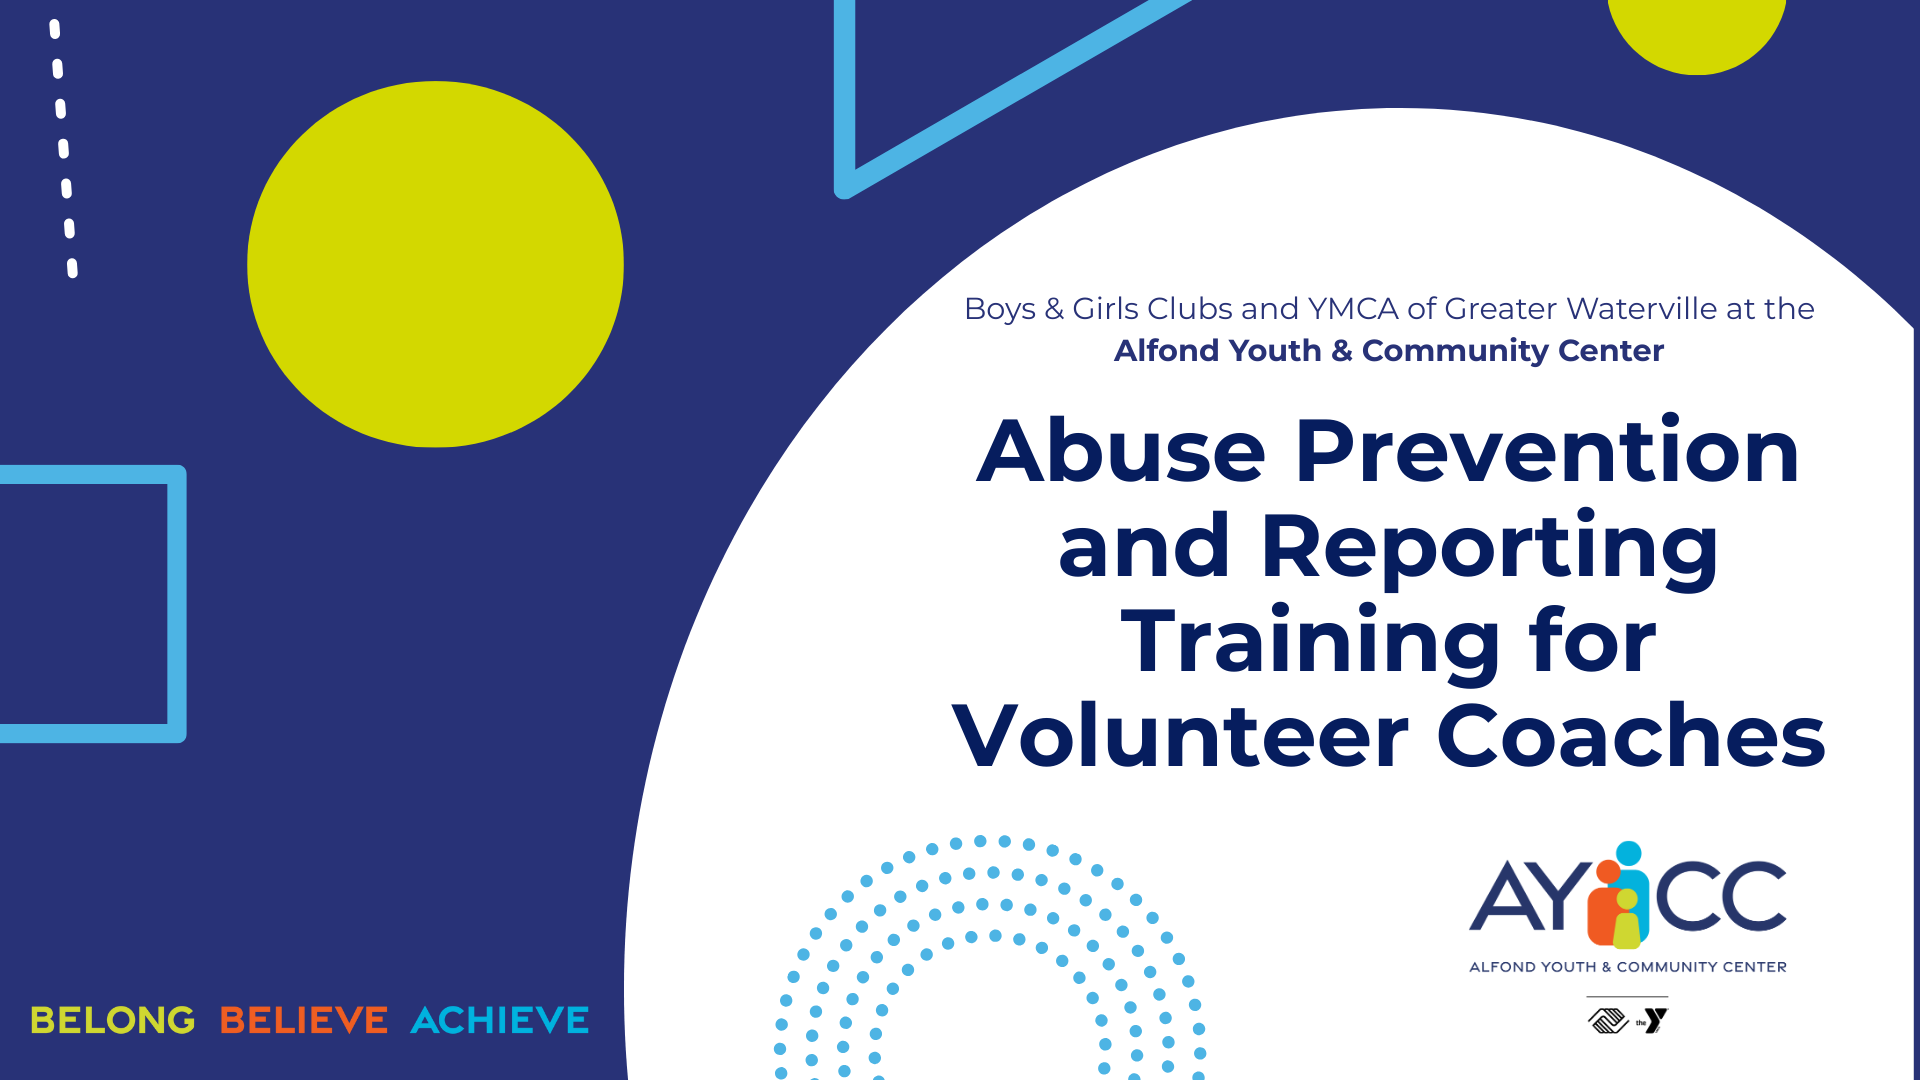 Boys & Girls Clubs and YMCA of Greater Waterville at the
Alfond Youth & Community Center
Abuse Prevention
and Reporting
Training for
Volunteer Coaches
AYCC
ALFOND YOUTH & COMMUNITY CENTER
the Y
BELONG BELIEVE ACHIEVE